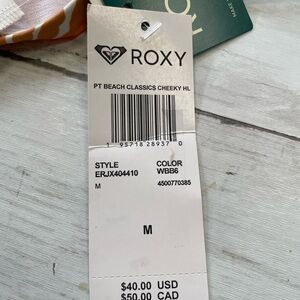 ROXY
PT BEACH CLASSICS CHEEKY HL
1 95718 28937 0
STYLE COLOR
ERJX404410 WBB6
M 4500770385
M
$40.00 USD
$50.00 CAD